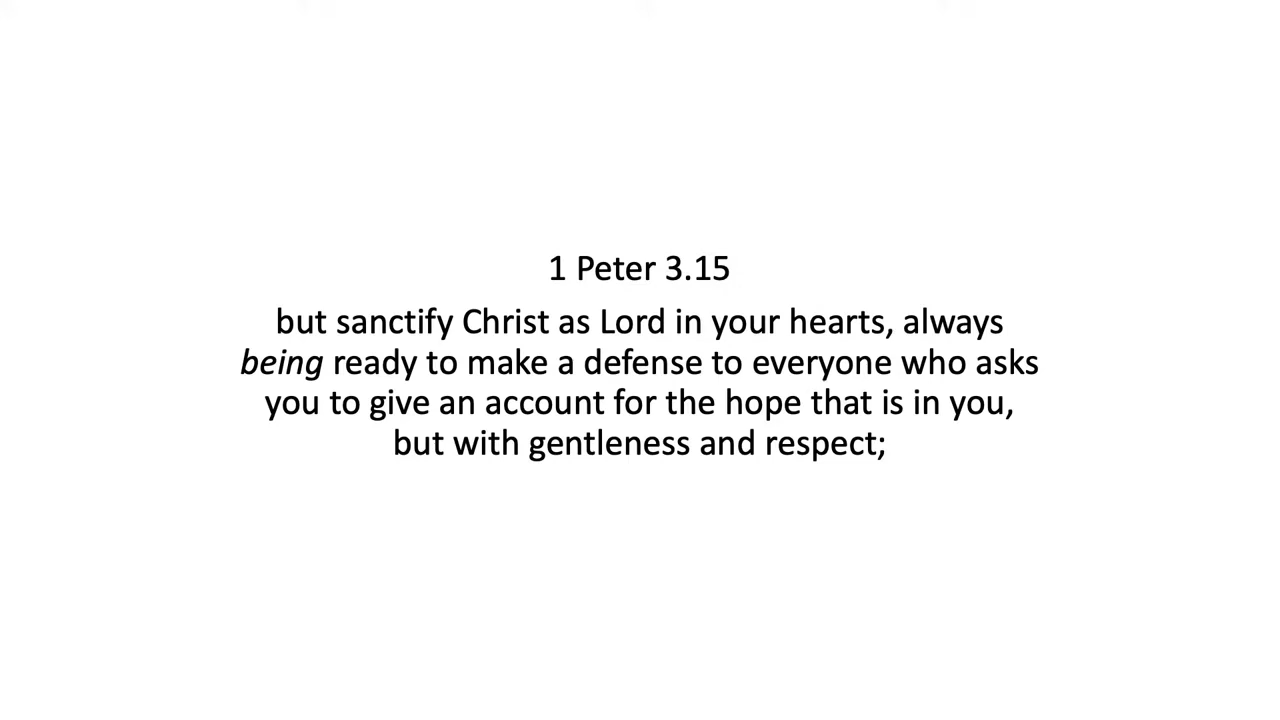 1 Peter 3.15
but sanctify Christ as Lord in your hearts, always
being ready to make a defense to everyone who asks
you to give an account for the hope that is in you,
but with gentleness and respect;